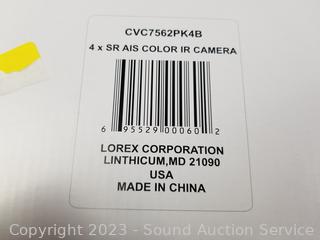 CVC7562PK4B
4 x SR AIS COLOR IR CAMERA
6 95529 00060 2
LOREX CORPORATION
LINTHICUM,MD 21090
USA
MADE IN CHINA
Copyright © 2023 - Sound Auction Service